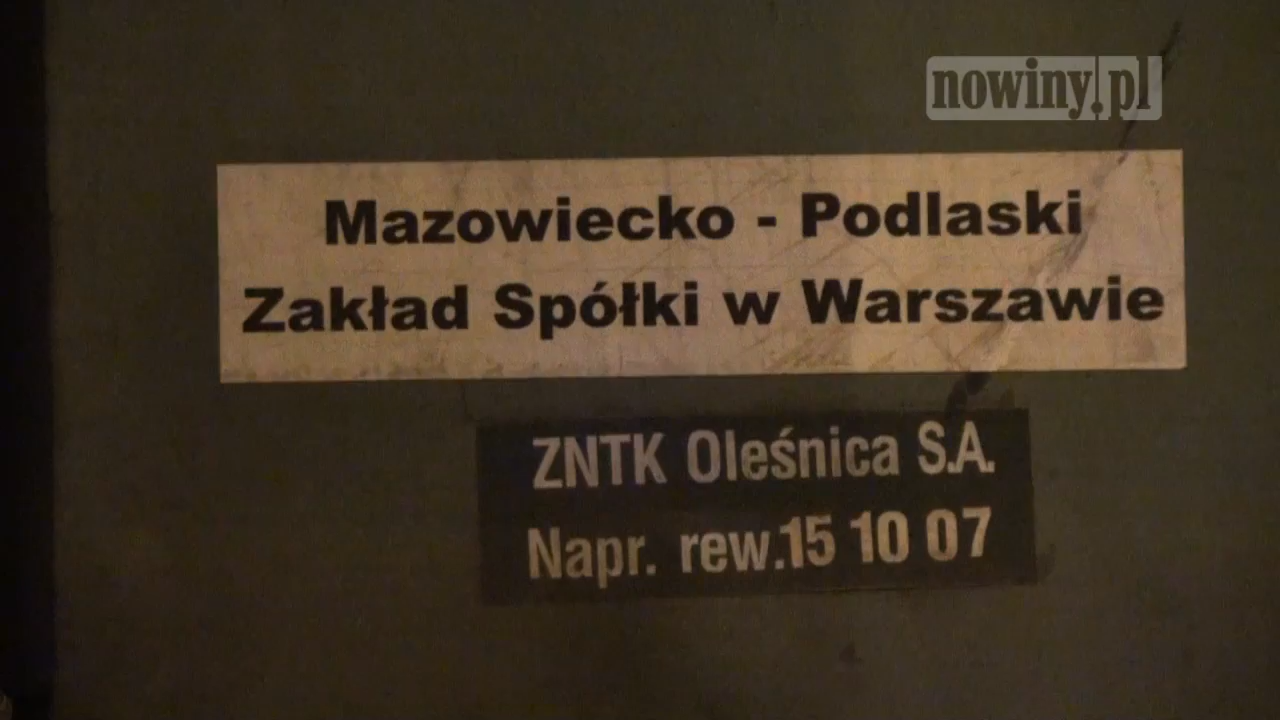 nowiny.pl
Mazowiecko - Podlaski
Zakład Spółki w Warszawie
ZNTK Oleśnica S.A.
Napr. rew.15 10 07